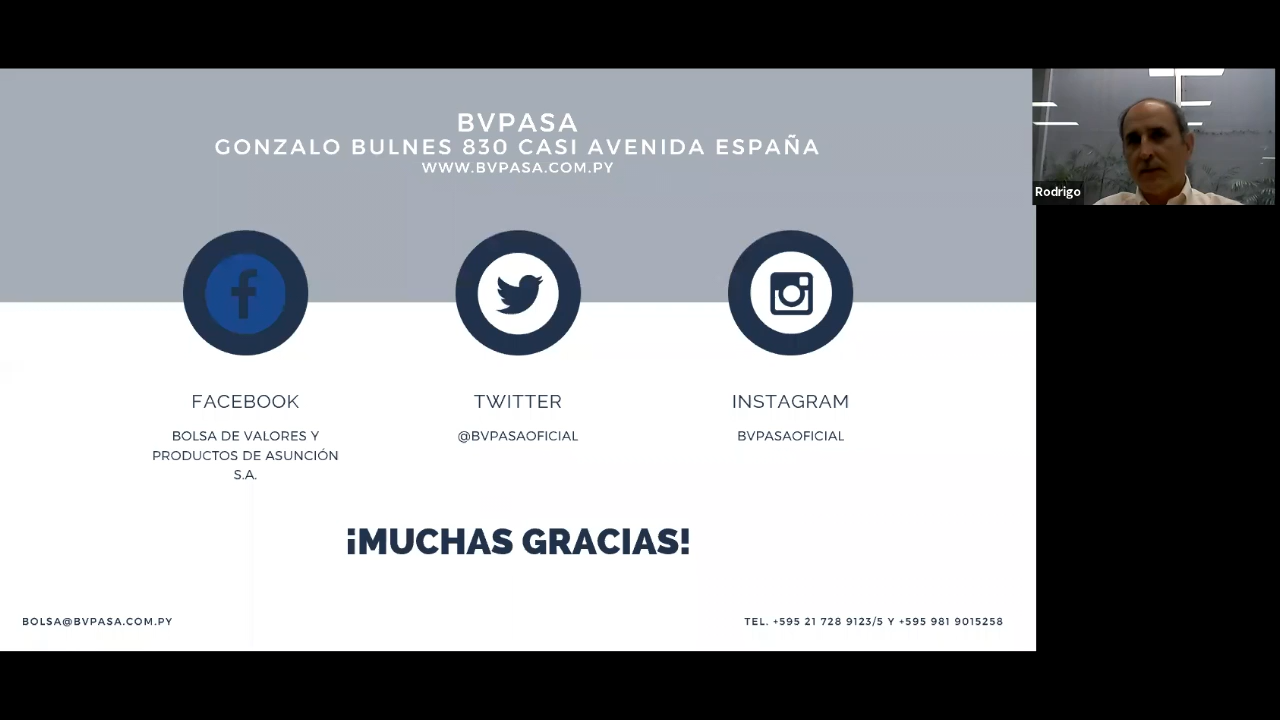 BVPASA
GONZALO BULNES 830 CASI AVENIDA ESPAÑA
WWW.BVPASA.COM.PY
Rodrigo
FACEBOOK
BOLSA DE VALORES Y
PRODUCTOS DE ASUNCIÓN
S.A.
TWITTER
@BVPASAOFICIAL
INSTAGRAM
BVPASAOFICIAL
¡MUCHAS GRACIAS!
BOLSA@BVPASA.COM.PY
TEL. +595 21 728 9123/5 Y +595 981 9015258